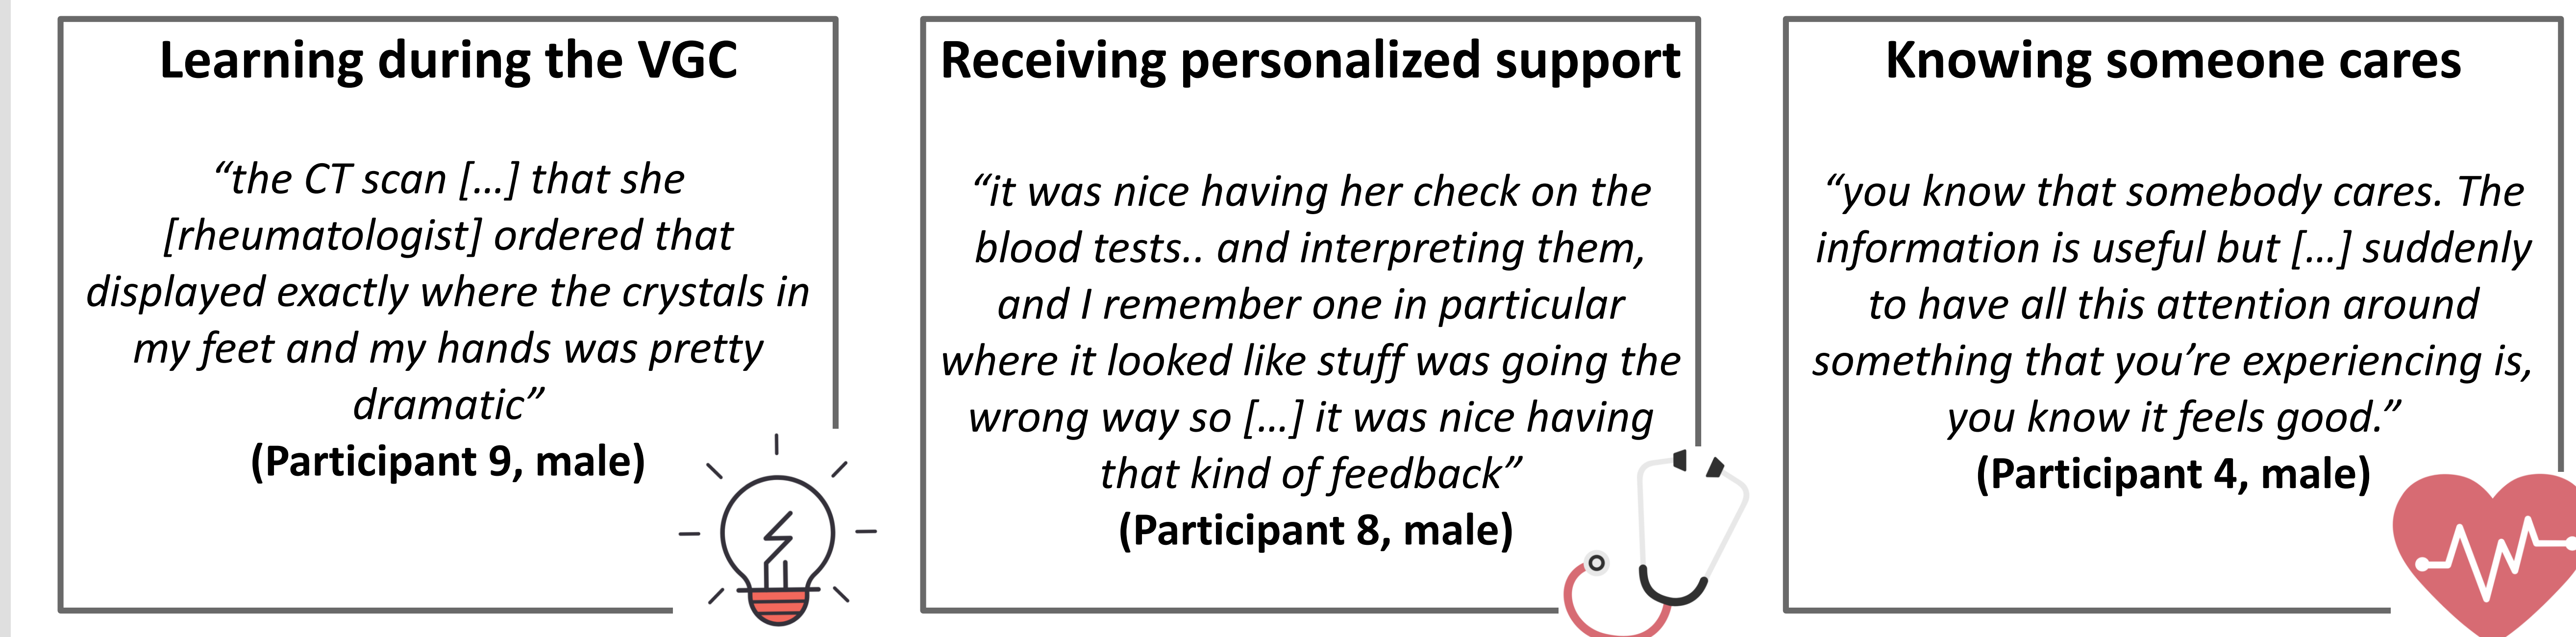 Learning during the VGC
“the CT scan [...] that she
[rheumatologist] ordered that
displayed exactly where the crystals in
my feet and my hands was pretty
dramatic”
(Participant 9, male)
Receiving personalized support
“it was nice having her check on the
blood tests.. and interpreting them,
and I remember one in particular
where it looked like stuff was going the
wrong way so [...] it was nice having
that kind of feedback”
(Participant 8, male)
Knowing someone cares
“you know that somebody cares. The
information is useful but [...] suddenly
to have all this attention around
something that you’re experiencing is,
you know it feels good.”
(Participant 4, male)